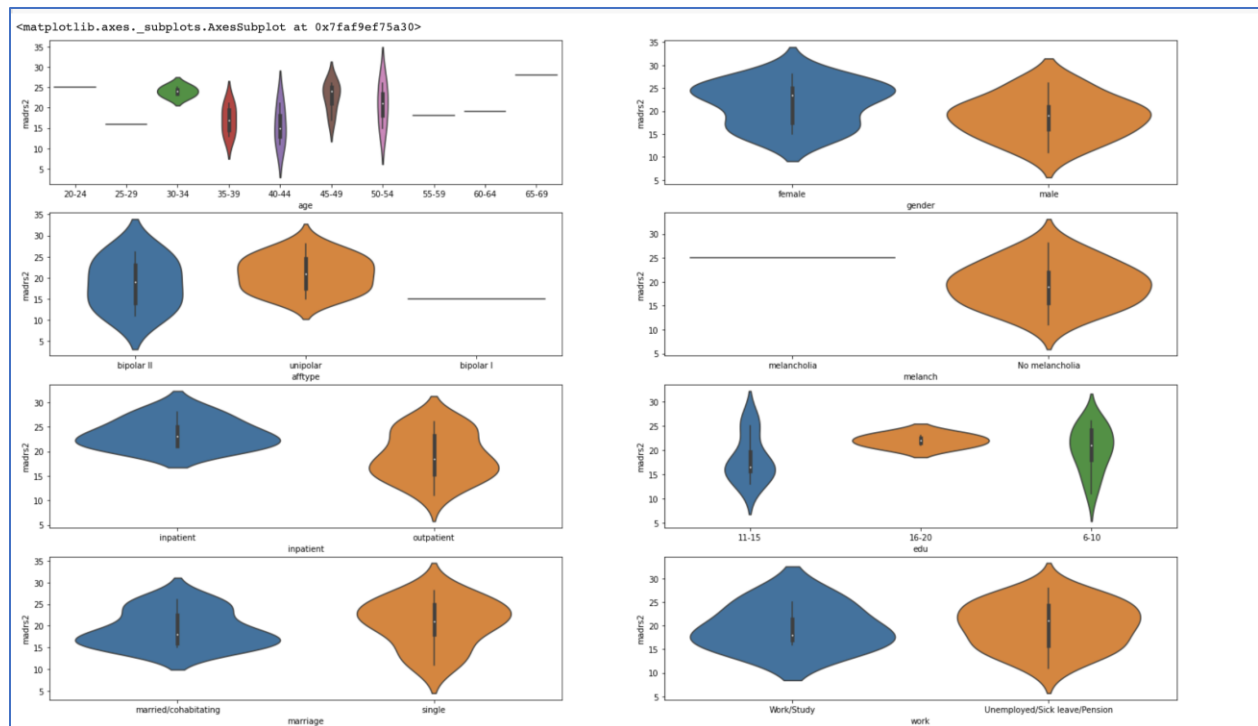 <matplotlib.axes._subplots.AxesSubplot at 0x7faf9ef75a30>
35
30
25
20
15
10
5
madrs2
20-24 25-29 30-34 35-39 40-44 45-49 50-54 55-59 60-64 65-69
age
35
30
25
20
15
10
5
madrs2
female male
gender
35
30
25
20
15
10
5
madrs2
bipolar II unipolar bipolar I
afftype
35
30
25
20
15
10
5
madrs2
melancholia No melancholia
melanch
30
25
20
15
10
5
madrs2
inpatient outpatient
inpatient
30
25
20
15
10
5
madrs2
11-15 16-20 6-10
edu
35
30
25
20
15
10
5
madrs2
married/cohabitating single
marriage
30
25
20
15
10
5
madrs2
Work/Study Unemployed/Sick leave/Pension
work